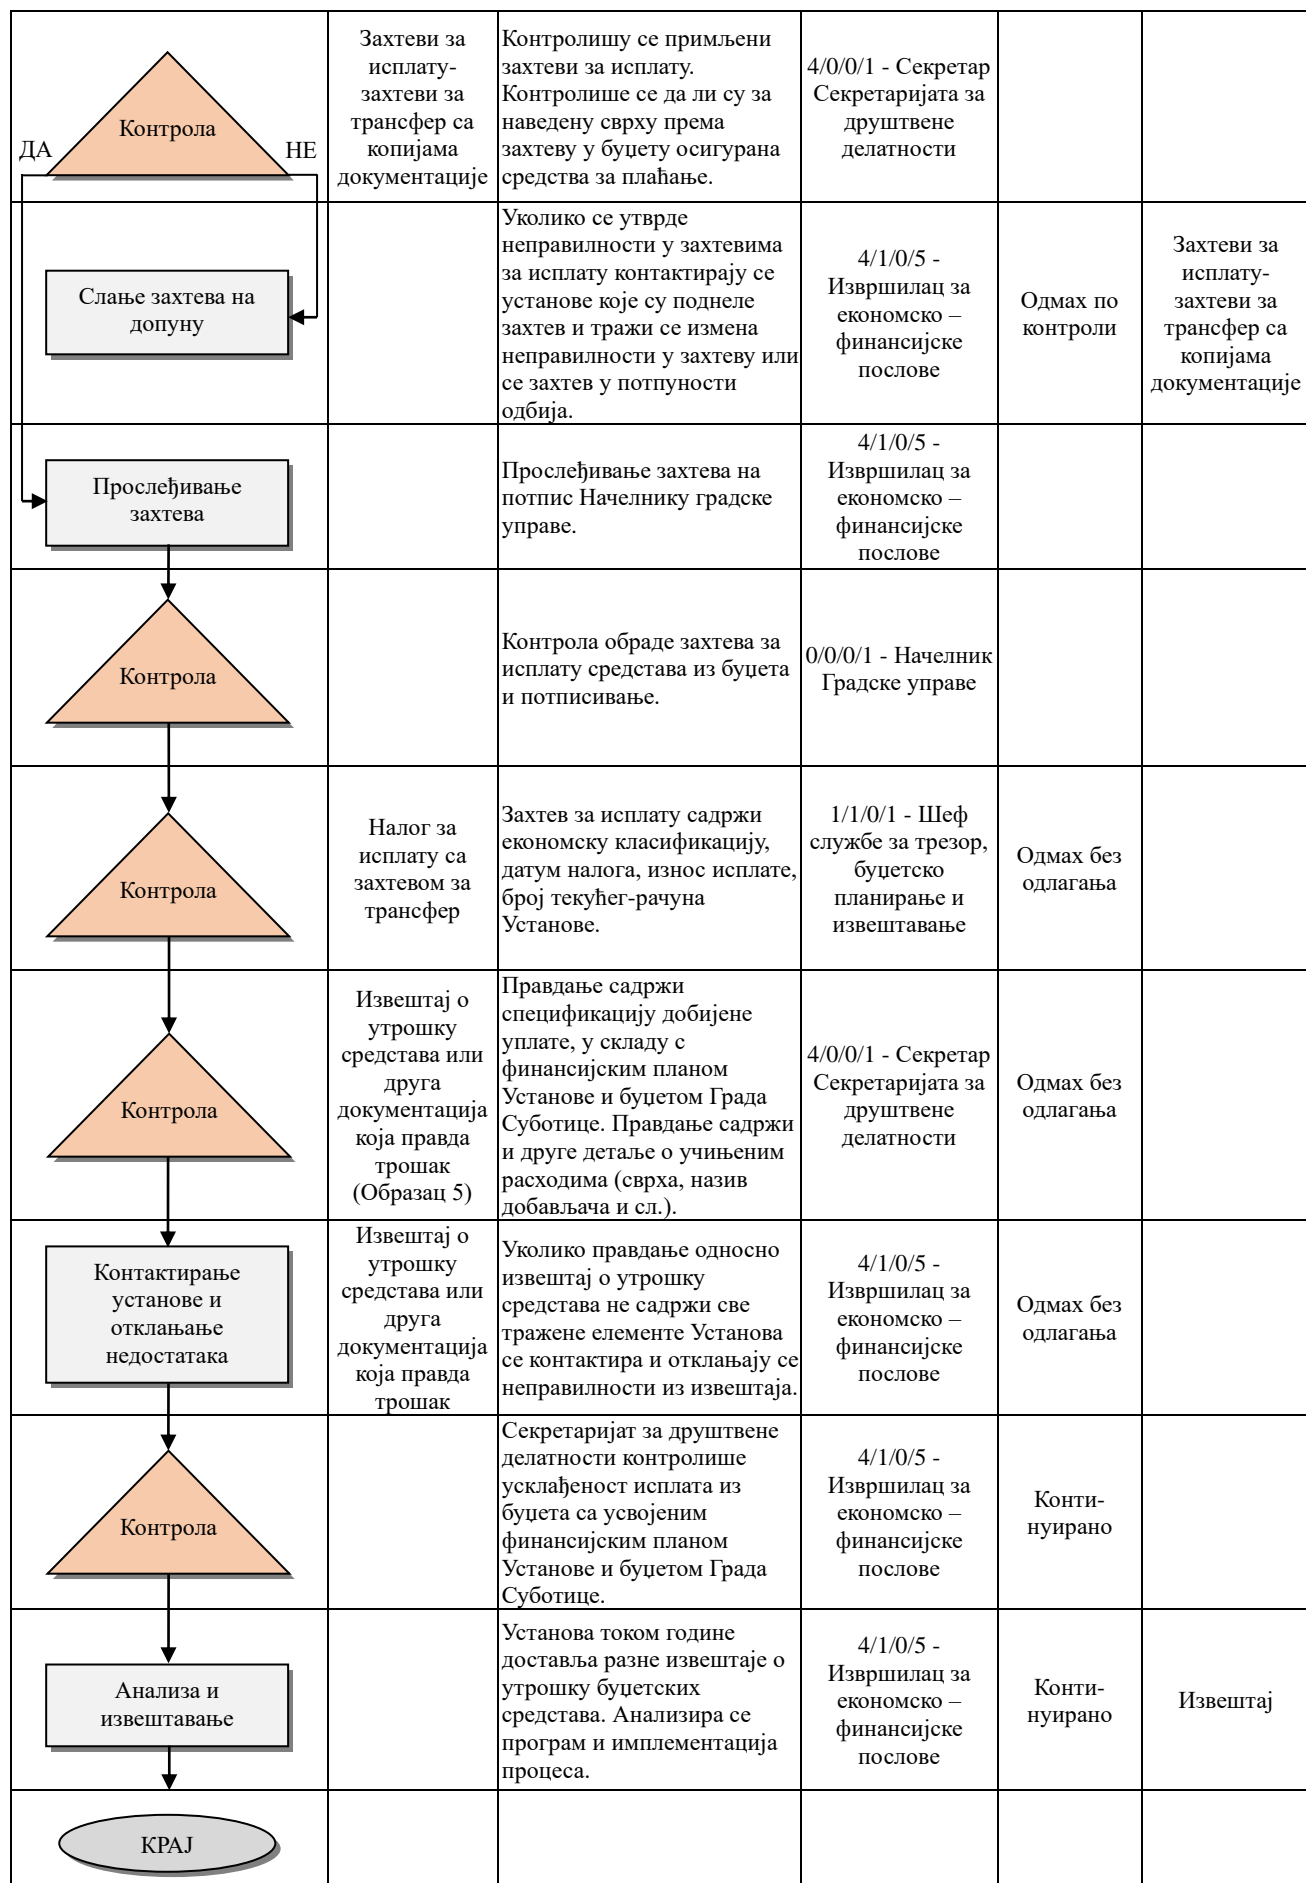 Контрола
ДА
НЕ
Захтеви за
исплату-
захтеви за
трансфер са
копијама
документације
Контролишу се примљени
захтеви за исплату.
Контролише се да ли су за
наведену сврху према
захтеву у буџету осигурана
средства за плаћање.
4/0/0/1 - Секретар
Секретаријата за
друштвене
делатности
Слање захтева на
допуну
Уколико се утврде
неправилности у захтевима
за исплату контактирају се
установе које су поднеле
захтев и тражи се измена
неправилности у захтеву или
се захтев у потпуности
одбија.
4/1/0/5 -
Извршилац за
економско –
финансијске
послове
Одмах по
контроли
Захтеви за
исплату-
захтеви за
трансфер са
копијама
документације
Прослеђивање
захтева
Прослеђивање захтева на
потпис Начелнику градске
управе.
4/1/0/5 -
Извршилац за
економско –
финансијске
послове
Контрола
Контрола обраде захтева за
исплату средстава из буџета
и потписивање.
0/0/0/1 - Начелник
Градске управе
Контрола
Налог за
исплату са
захтевом за
трансфер
Захтев за исплату садржи
економску класификацију,
датум налога, износ исплате,
број текућег-рачуна
Установе.
1/1/0/1 - Шеф
службе за трезор,
буџетско
планирање и
извештавање
Одмах без
одлагања
Контрола
Извештај о
утрошку
средстава или
друга
документација
која правда
трошак
(Образац 5)
Правдање садржи
спецификацију добијене
уплате, у складу с
финансијским планом
Установе и буџетом Града
Суботице. Правдање садржи
и друге детаље о учињеним
расходима (сврха, назив
добављача и сл.).
4/0/0/1 - Секретар
Секретаријата за
друштвене
делатности
Одмах без
одлагања
Контактирање
установе и
отклањање
недостатака
Извештај о
утрошку
средстава или
друга
документација
која правда
трошак
Уколико правдање односно
извештај о утрошку
средстава не садржи све
тражене елементе Установа
се контактира и отклањају се
неправилности из извештаја.
4/1/0/5 -
Извршилац за
економско –
финансијске
послове
Одмах без
одлагања
Контрола
Секретаријат за друштвене
делатности контролише
усклађеност исплата из
буџета са усвојеним
финансијским планом
Установе и буџетом Града
Суботице.
4/1/0/5 -
Извршилац за
економско –
финансијске
послове
Конти-
нуирано
Анализа и
извештавање
Установа током године
доставља разне извештаје о
утрошку буџетских
средстава. Анализира се
програм и имплементација
процеса.
4/1/0/5 -
Извршилац за
економско –
финансијске
послове
Конти-
нуирано
Извештај
КРАЈ